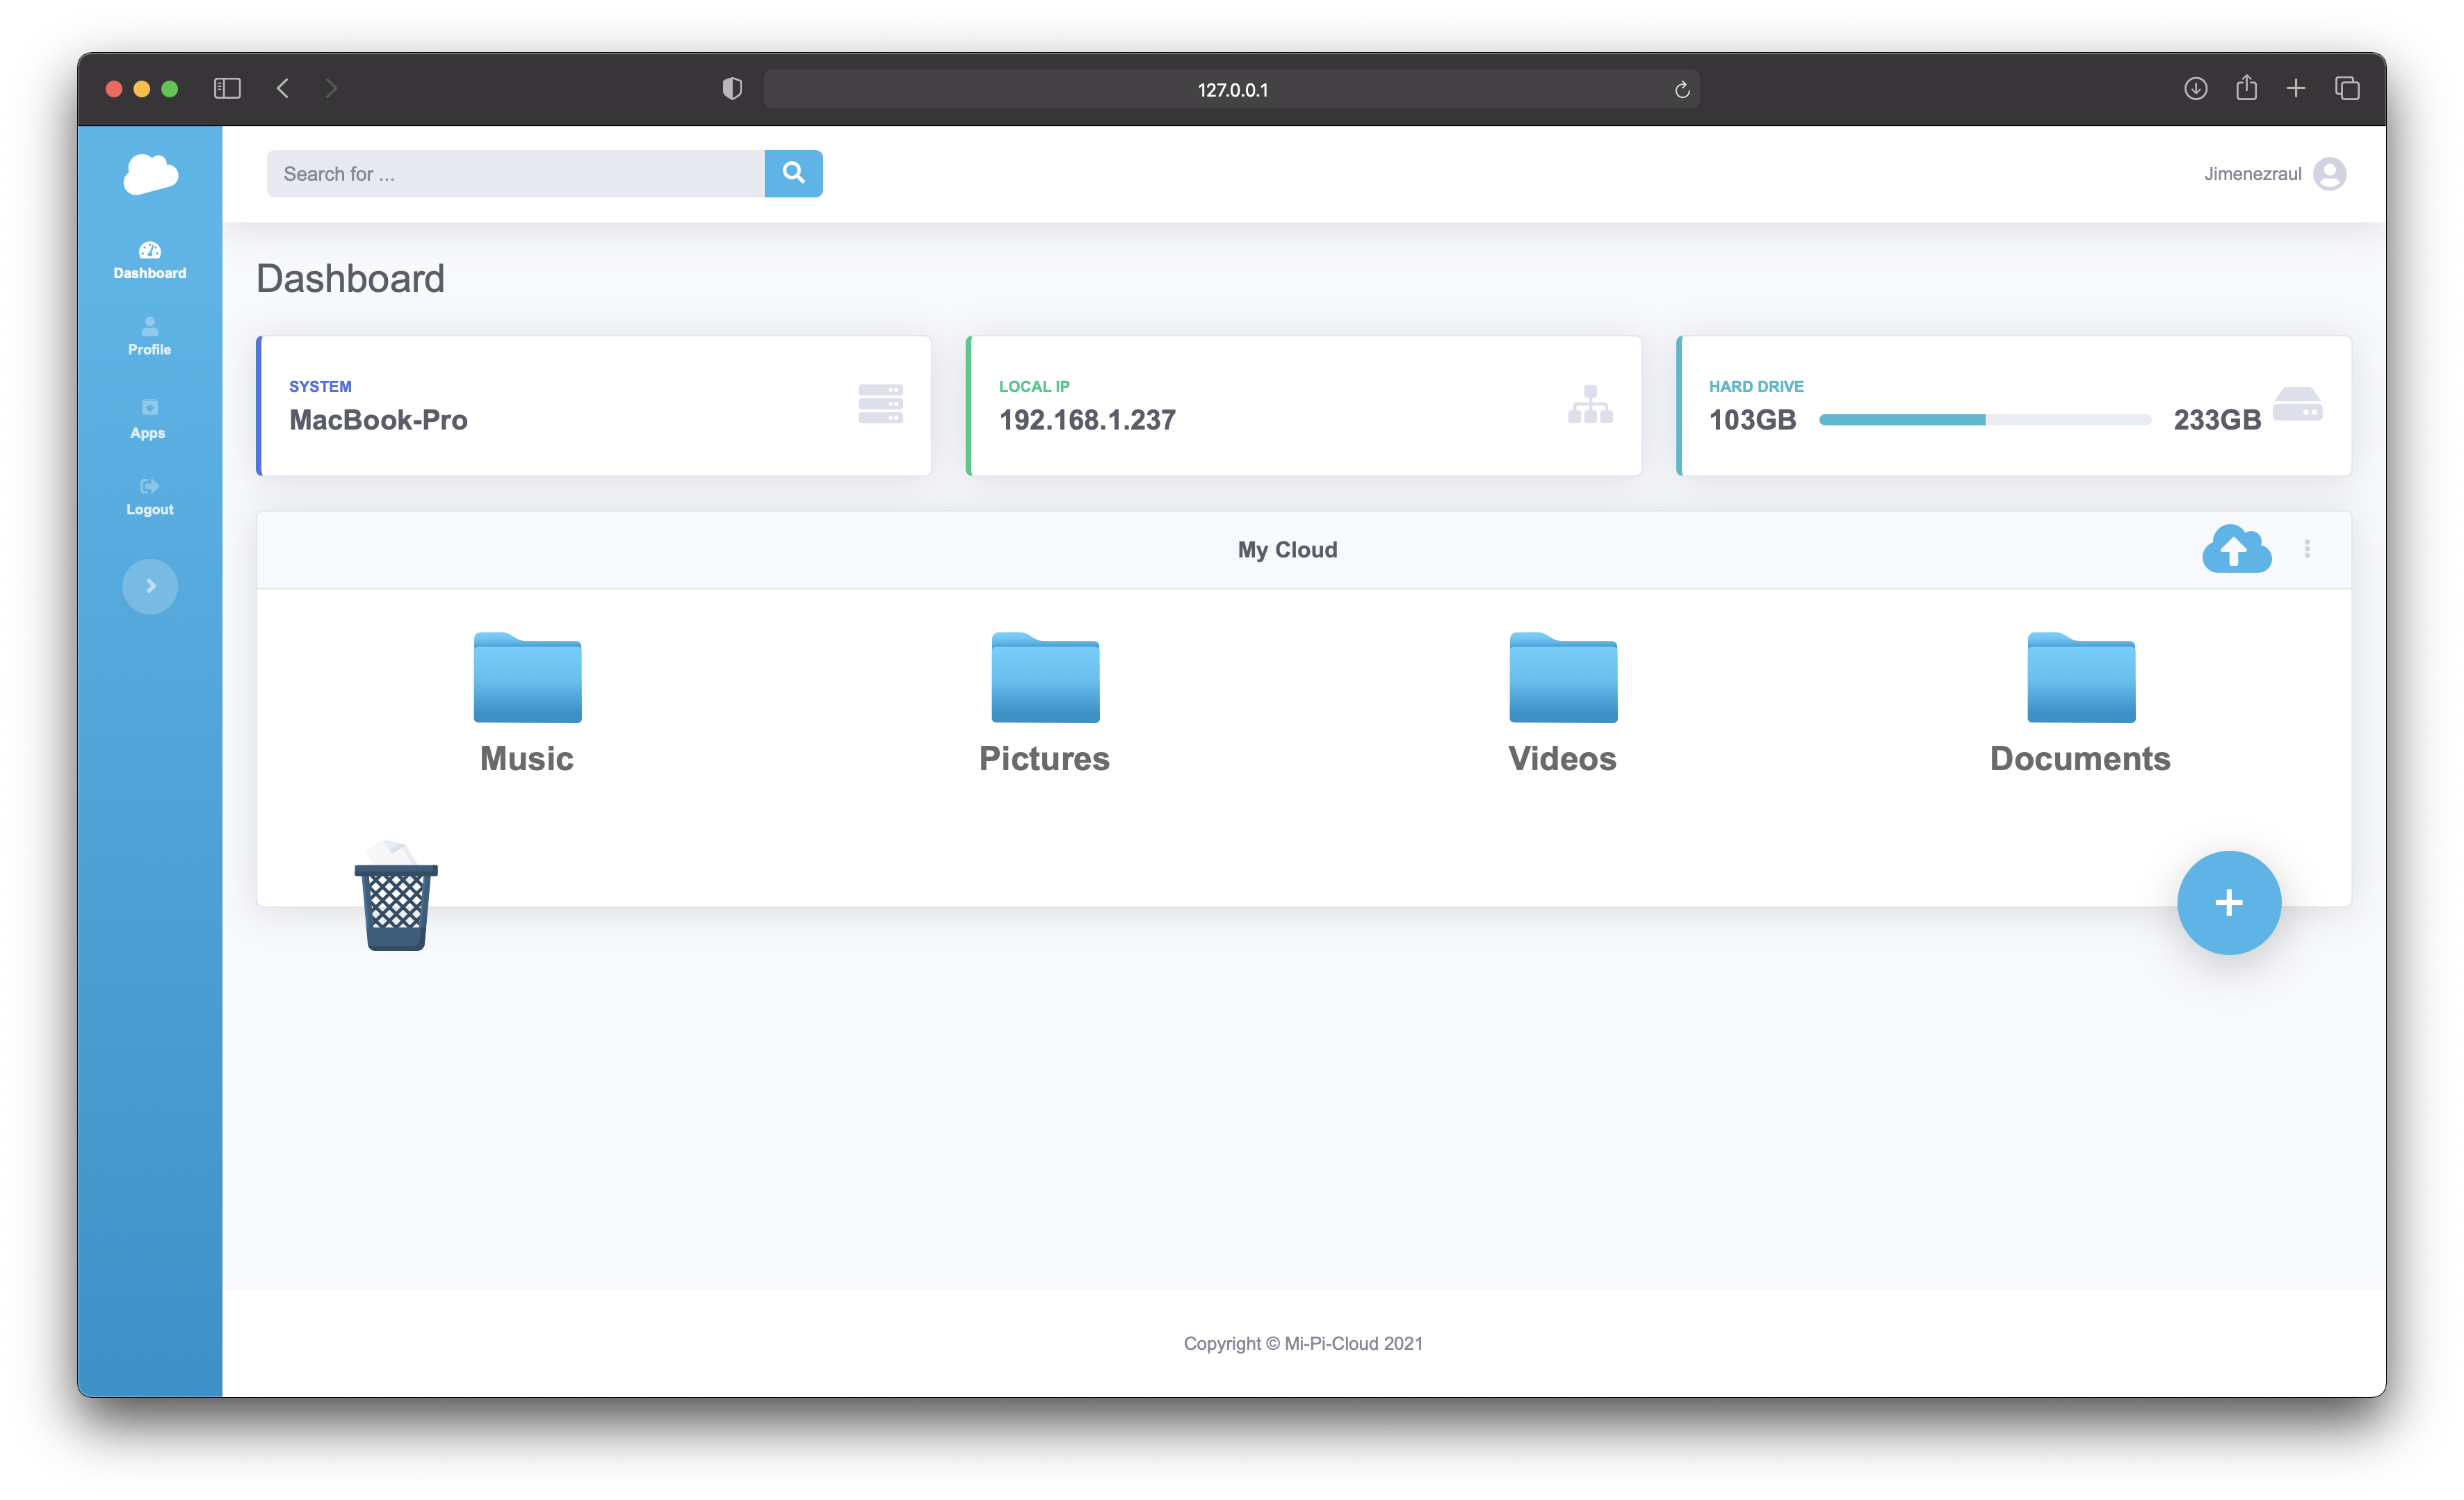 127.0.0.1
Search for ...
Jimenezraul
Dashboard
Profile
Apps
Logout
Dashboard
SYSTEM
MacBook-Pro
LOCAL IP
192.168.1.237
HARD DRIVE
103GB 233GB
My Cloud
Music Pictures Videos Documents
Copyright © Mi-Pi-Cloud 2021